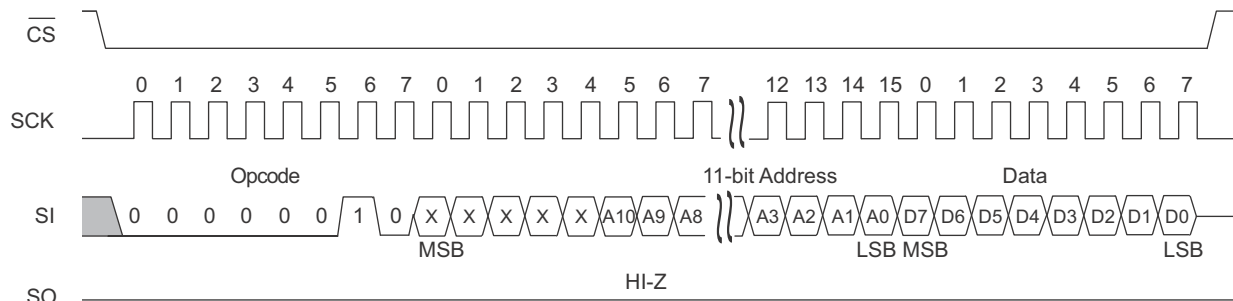 CS
0 1 2 3 4 5 6 7 0 1 2 3 4 5 6 7 12 13 14 15 0 1 2 3 4 5 6 7
SCK
Opcode 11-bit Address Data
SI 0 0 0 0 0 0 1 0 X X X X X A10 A9 A8 A3 A2 A1 A0 D7 D6 D5 D4 D3 D2 D1 D0
MSB LSB MSB LSB
HI-Z
SO